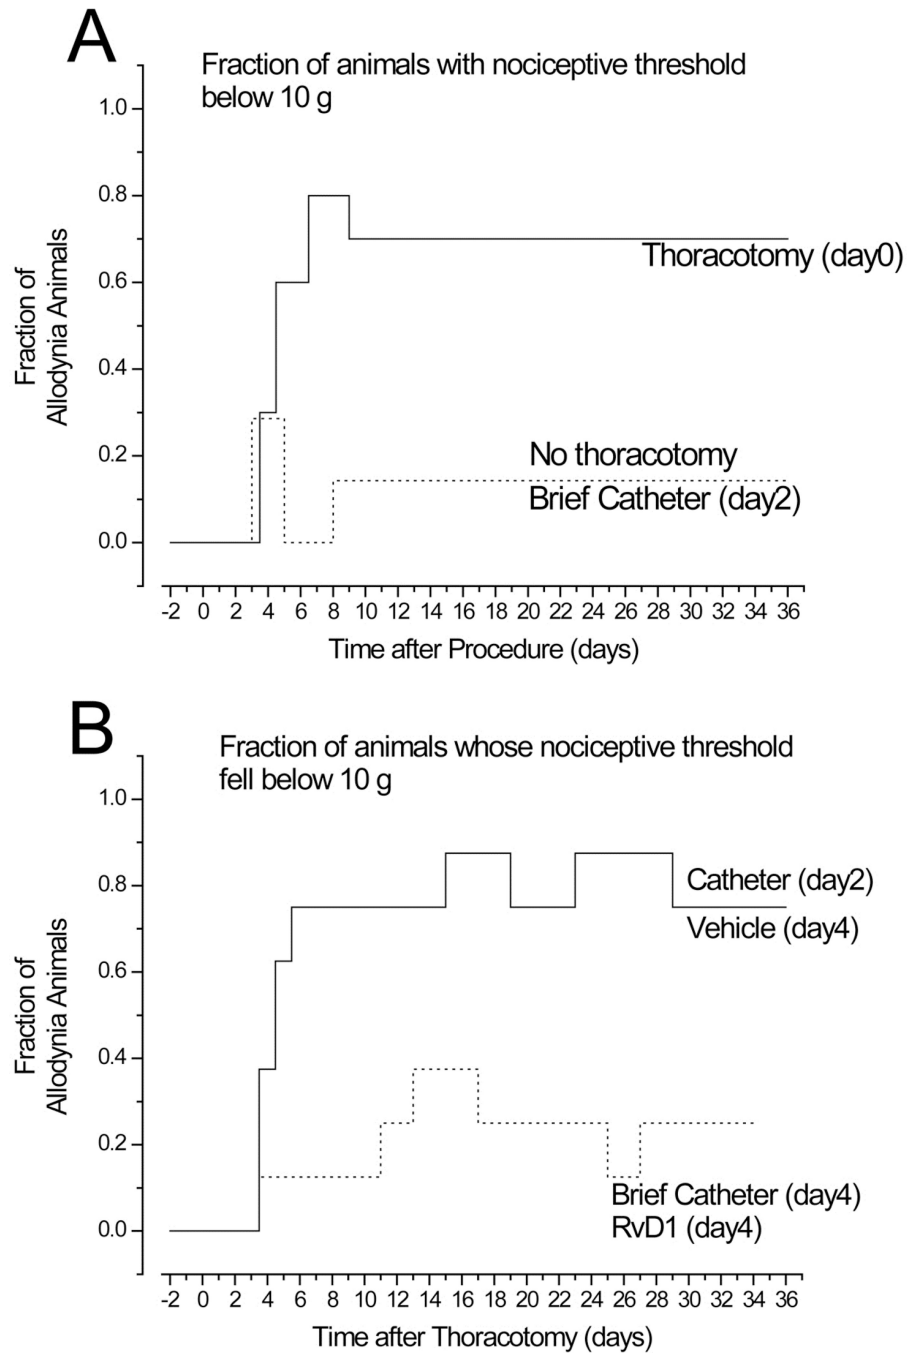 A
Fraction of animals with nociceptive threshold
below 10 g
1.0
0.8
0.6
0.4
0.2
0.0
Fraction of
Allodynia Animals
Thoracotomy (day0)
No thoracotomy
Brief Catheter (day2)
-2 0 2 4 6 8 10 12 14 16 18 20 22 24 26 28 30 32 34 36
Time after Procedure (days)
B
Fraction of animals whose nociceptive threshold
fell below 10 g
1.0
0.8
0.6
0.4
0.2
0.0
Fraction of
Allodynia Animals
Catheter (day2)
Vehicle (day4)
Brief Catheter (day4)
RvD1 (day4)
-2 0 2 4 6 8 10 12 14 16 18 20 22 24 26 28 30 32 34 36
Time after Thoracotomy (days)